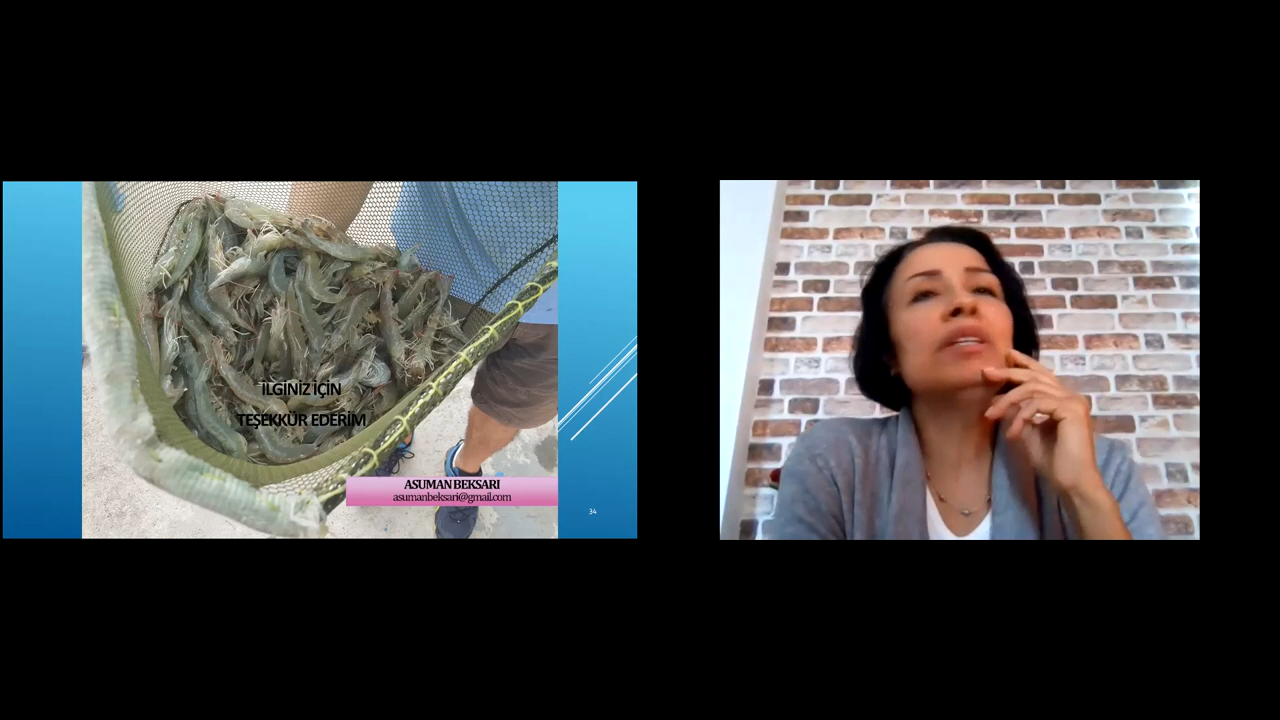 İLGİNİZ İÇİN
TEŞEKKÜR EDERİM
ASUMAN BEKSARI
asumanbeksari@gmail.com
34